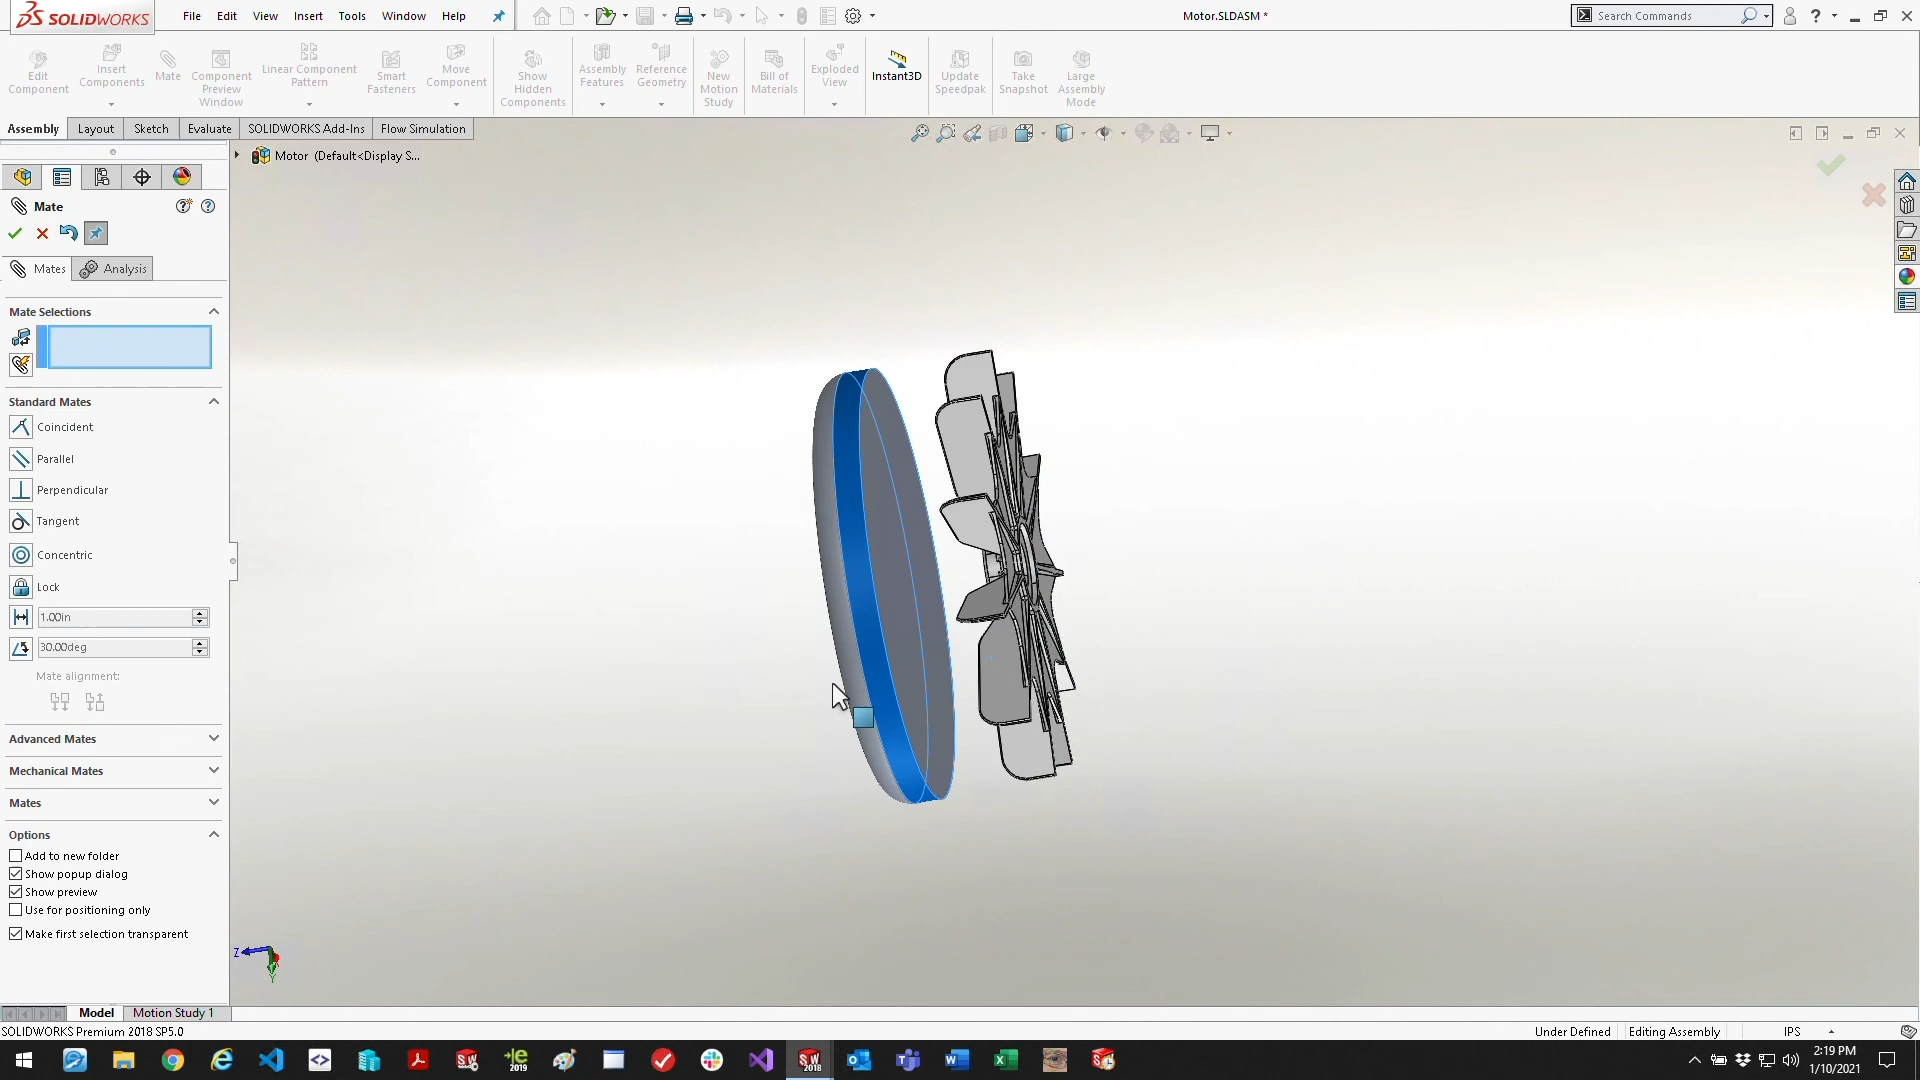 SOLIDWORKS
File Edit View Insert Tools Window Help
Motor.SLDASM *
Search Commands
Edit Component
Insert Components
Mate
Component Preview Window
Linear Component Pattern
Smart Fasteners
Move Component
Show Hidden Components
Assembly Features
Reference Geometry
New Motion Study
Bill of Materials
Exploded View
Instant3D
Update Speedpak
Take Snapshot
Large Assembly Mode
Assembly Layout Sketch Evaluate SOLIDWORKS Add-Ins Flow Simulation
Motor (Default<Display S...
Mate
Mates Analysis
Mate Selections
Standard Mates
Coincident
Parallel
Perpendicular
Tangent
Concentric
Lock
1.00in
30.00deg
Mate alignment:
Advanced Mates
Mechanical Mates
Mates
Options
Add to new folder
Show popup dialog
Show preview
Use for positioning only
Make first selection transparent
Z
Y
Model Motion Study 1
SOLIDWORKS Premium 2018 SP5.0
Under Defined Editing Assembly IPS
2:19 PM
1/10/2021
SW
e
2019
SW
2018